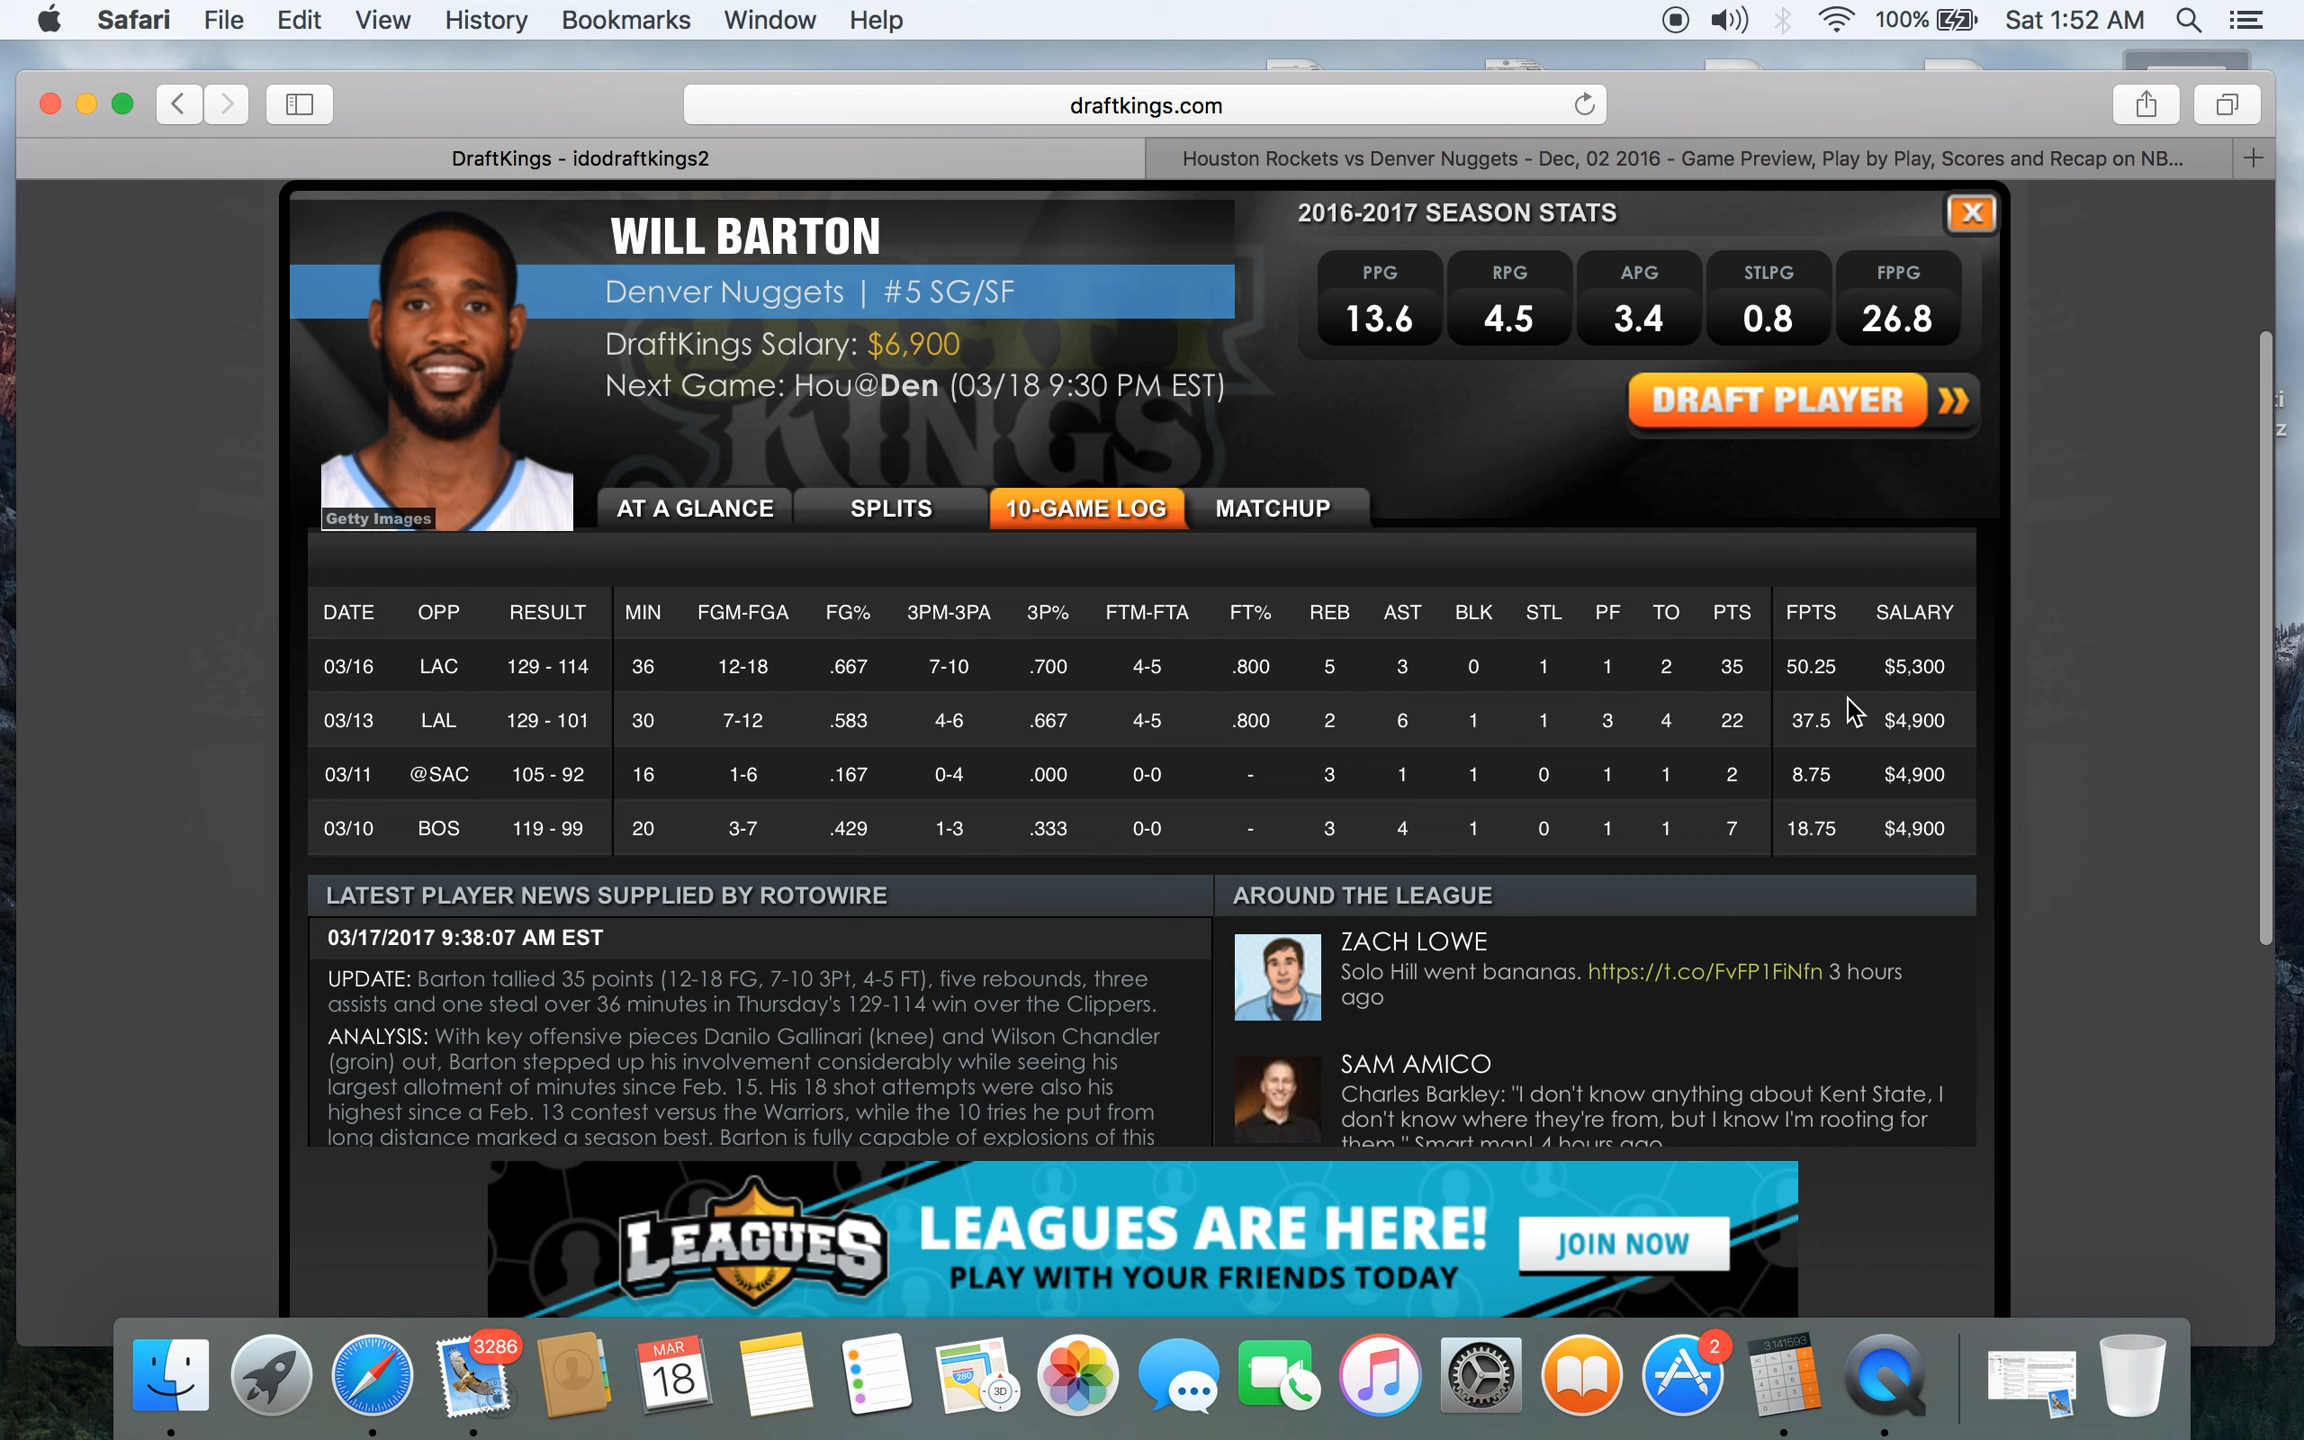 Safari File Edit View History Bookmarks Window Help 100% Sat 1:52 AM
draftkings.com
DraftKings - idodraftkings2
Houston Rockets vs Denver Nuggets - Dec, 02 2016 - Game Preview, Play by Play, Scores and Recap on NB...
WILL BARTON
Denver Nuggets | #5 SG/SF
DraftKings Salary: $6,900
Next Game: Hou@Den (03/18 9:30 PM EST)
Getty Images
2016-2017 SEASON STATS
X
PPG RPG APG STLPG FPPG
13.6 4.5 3.4 0.8 26.8
DRAFT PLAYER
KINGS
AT A GLANCE SPLITS 10-GAME LOG MATCHUP
DATE OPP RESULT MIN FGM-FGA FG% 3PM-3PA 3P% FTM-FTA FT% REB AST BLK STL PF TO PTS FPTS SALARY
03/16 LAC 129 - 114 36 12-18 .667 7-10 .700 4-5 .800 5 3 0 1 1 2 35 50.25 $5,300
03/13 LAL 129 - 101 30 7-12 .583 4-6 .667 4-5 .800 2 6 1 1 3 4 22 37.5 $4,900
03/11 @SAC 105 - 92 16 1-6 .167 0-4 .000 0-0 - 3 1 1 0 1 1 2 8.75 $4,900
03/10 BOS 119 - 99 20 3-7 .429 1-3 .333 0-0 - 3 4 1 0 1 1 7 18.75 $4,900
LATEST PLAYER NEWS SUPPLIED BY ROTOWIRE
03/17/2017 9:38:07 AM EST
UPDATE: Barton tallied 35 points (12-18 FG, 7-10 3Pt, 4-5 FT), five rebounds, three
assists and one steal over 36 minutes in Thursday's 129-114 win over the Clippers.
ANALYSIS: With key offensive pieces Danilo Gallinari (knee) and Wilson Chandler
(groin) out, Barton stepped up his involvement considerably while seeing his
largest allotment of minutes since Feb. 15. His 18 shot attempts were also his
highest since a Feb. 13 contest versus the Warriors, while the 10 tries he put from
long distance marked a season best. Barton is fully capable of explosions of this
AROUND THE LEAGUE
ZACH LOWE
Solo Hill went bananas. https://t.co/FvFP1FiNfn 3 hours
ago
SAM AMICO
Charles Barkley: "I don't know anything about Kent State, I
don't know where they're from, but I know I'm rooting for
them." Smart man! 4 hours ago
LEAGUES
LEAGUES ARE HERE!
PLAY WITH YOUR FRIENDS TODAY
JOIN NOW
3286
MAR
18
280
3D
2
3.141593